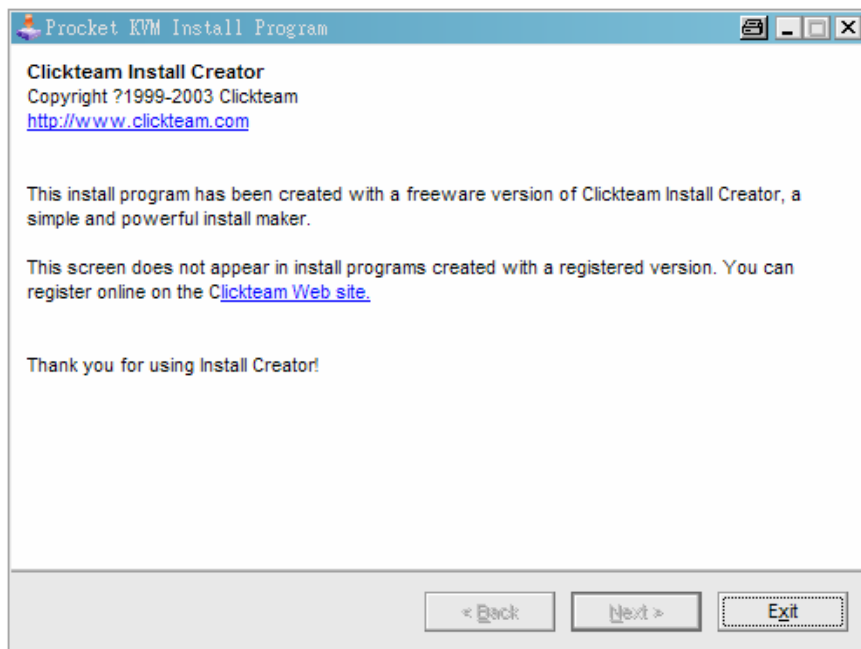 Procket KVM Install Program
Clickteam Install Creator
Copyright ?1999-2003 Clickteam
http://www.clickteam.com
This install program has been created with a freeware version of Clickteam Install Creator, a
simple and powerful install maker.
This screen does not appear in install programs created with a registered version. You can
register online on the Clickteam Web site.
Thank you for using Install Creator!
< Back
Next >
Exit